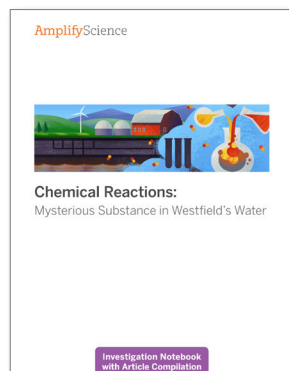 AmplifyScience
Chemical Reactions:
Mysterious Substance in Westfield's Water
Investigation Notebook
with Article Compilation